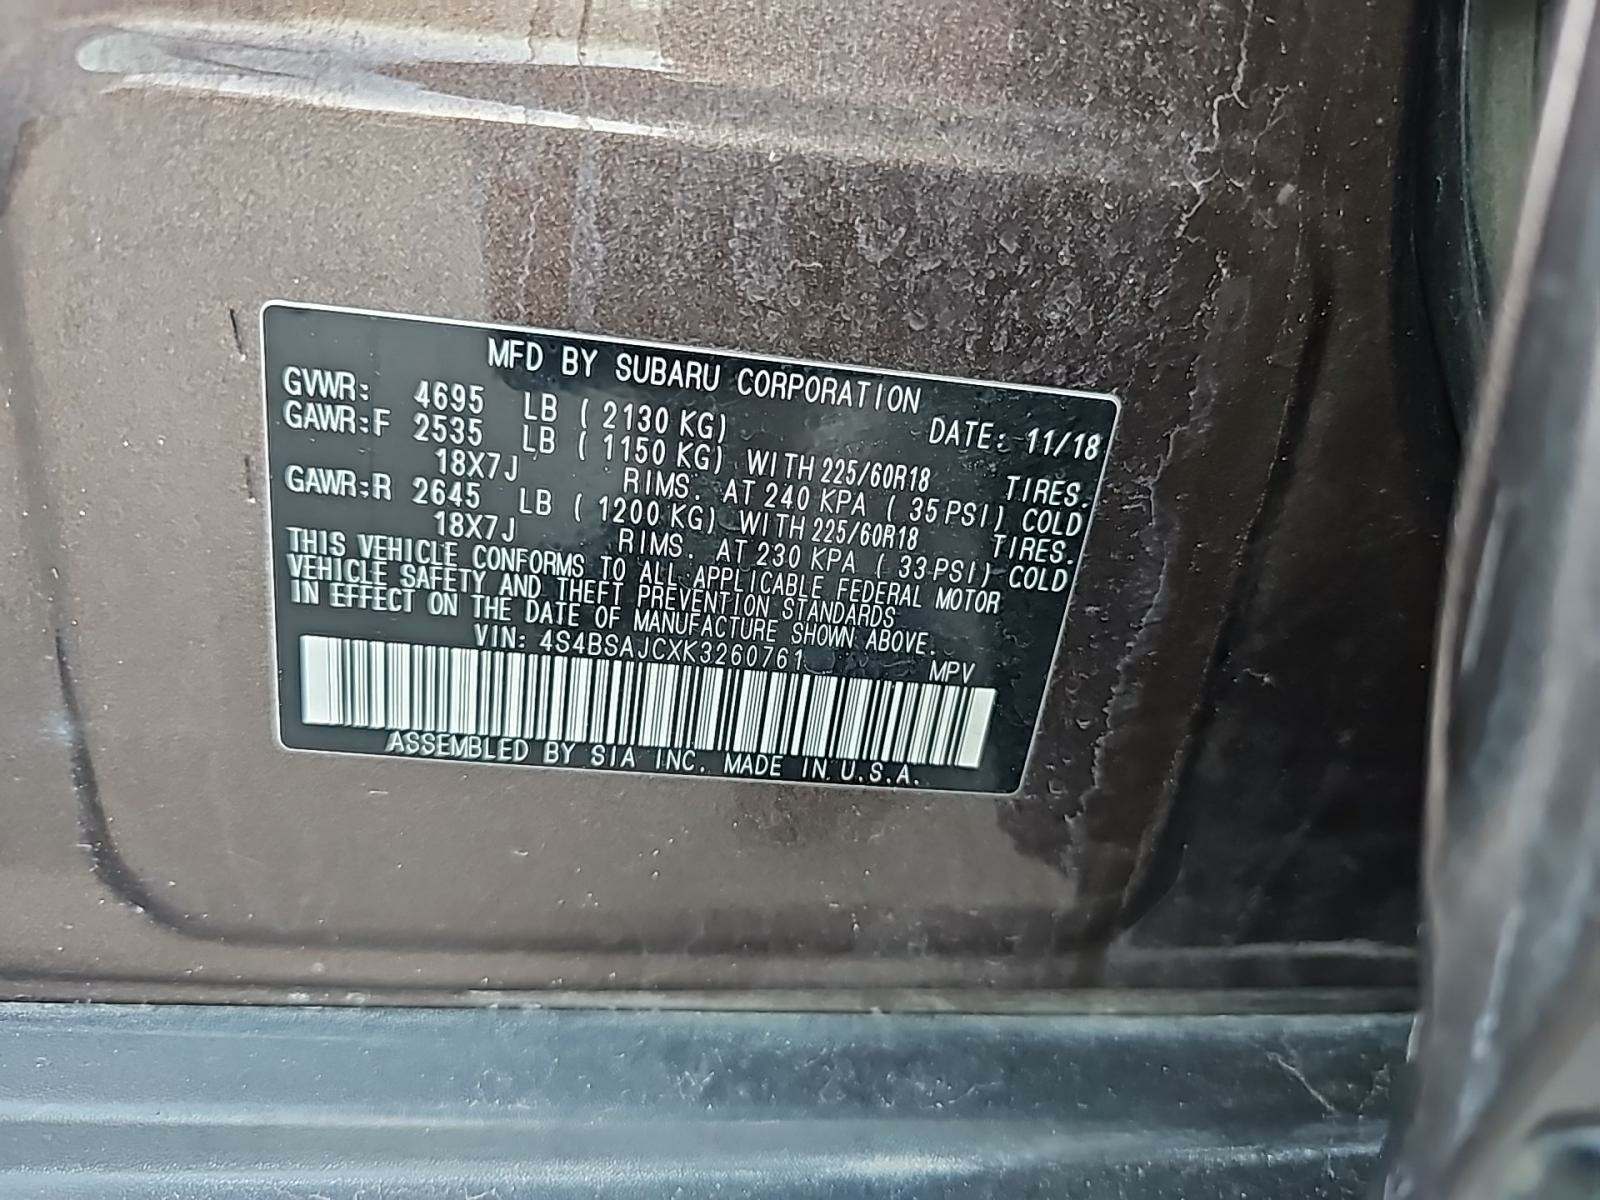 MFD BY SUBARU CORPORATION
GVWR: 4695 LB ( 2130 KG) DATE: 11/18
GAWR:F 2535 LB ( 1150 KG) WITH 225/60R18 TIRES.
18X7J RIMS. AT 240 KPA ( 35 PSI) COLD
GAWR:R 2645 LB ( 1200 KG) WITH 225/60R18 TIRES.
18X7J RIMS. AT 230 KPA ( 33 PSI) COLD
THIS VEHICLE CONFORMS TO ALL APPLICABLE FEDERAL MOTOR
VEHICLE SAFETY AND THEFT PREVENTION STANDARDS
IN EFFECT ON THE DATE OF MANUFACTURE SHOWN ABOVE.
VIN: 4S4BSAJCXK3260761 MPV
ASSEMBLED BY SIA INC. MADE IN U.S.A.